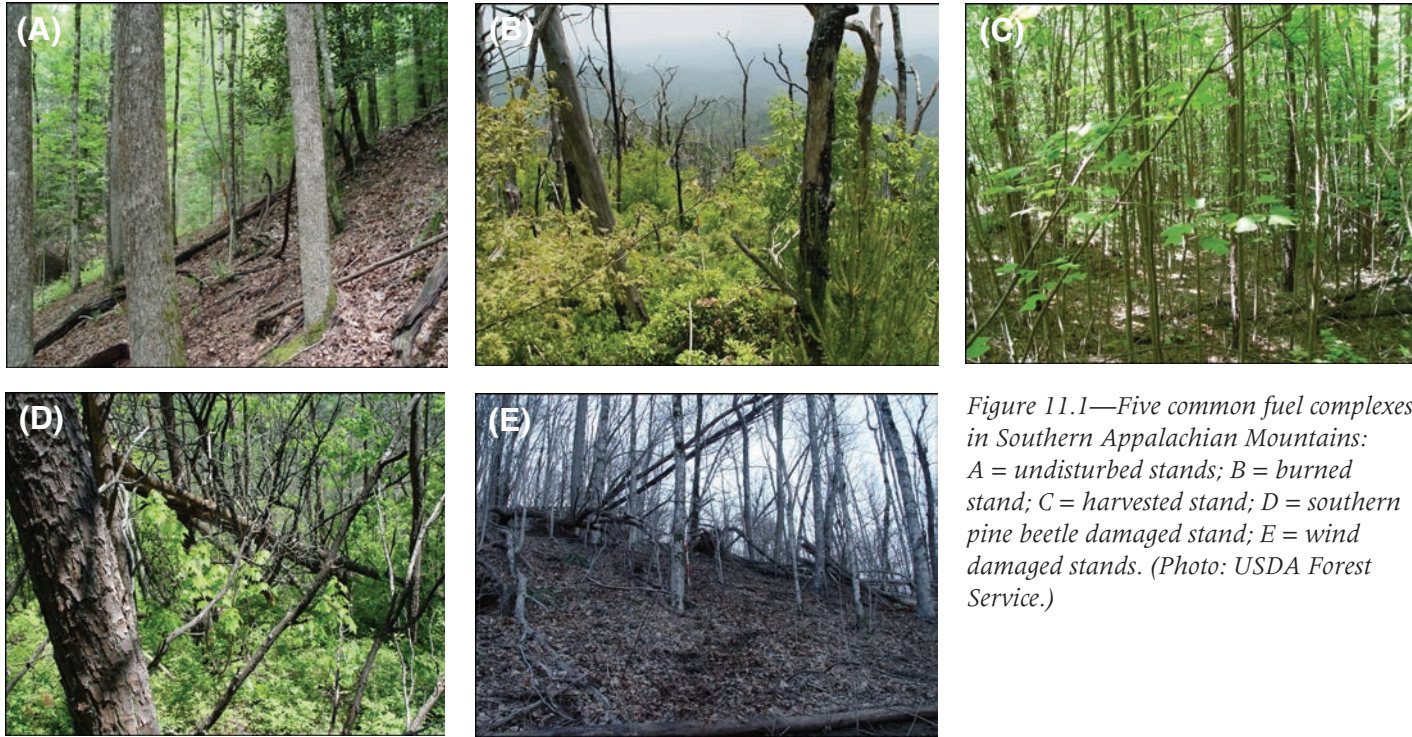 (A)
(B)
(C)
(D)
(E)
Figure 11.1—Five common fuel complexes
in Southern Appalachian Mountains:
A = undisturbed stands; B = burned
stand; C = harvested stand; D = southern
pine beetle damaged stand; E = wind
damaged stands. (Photo: USDA Forest
Service.)